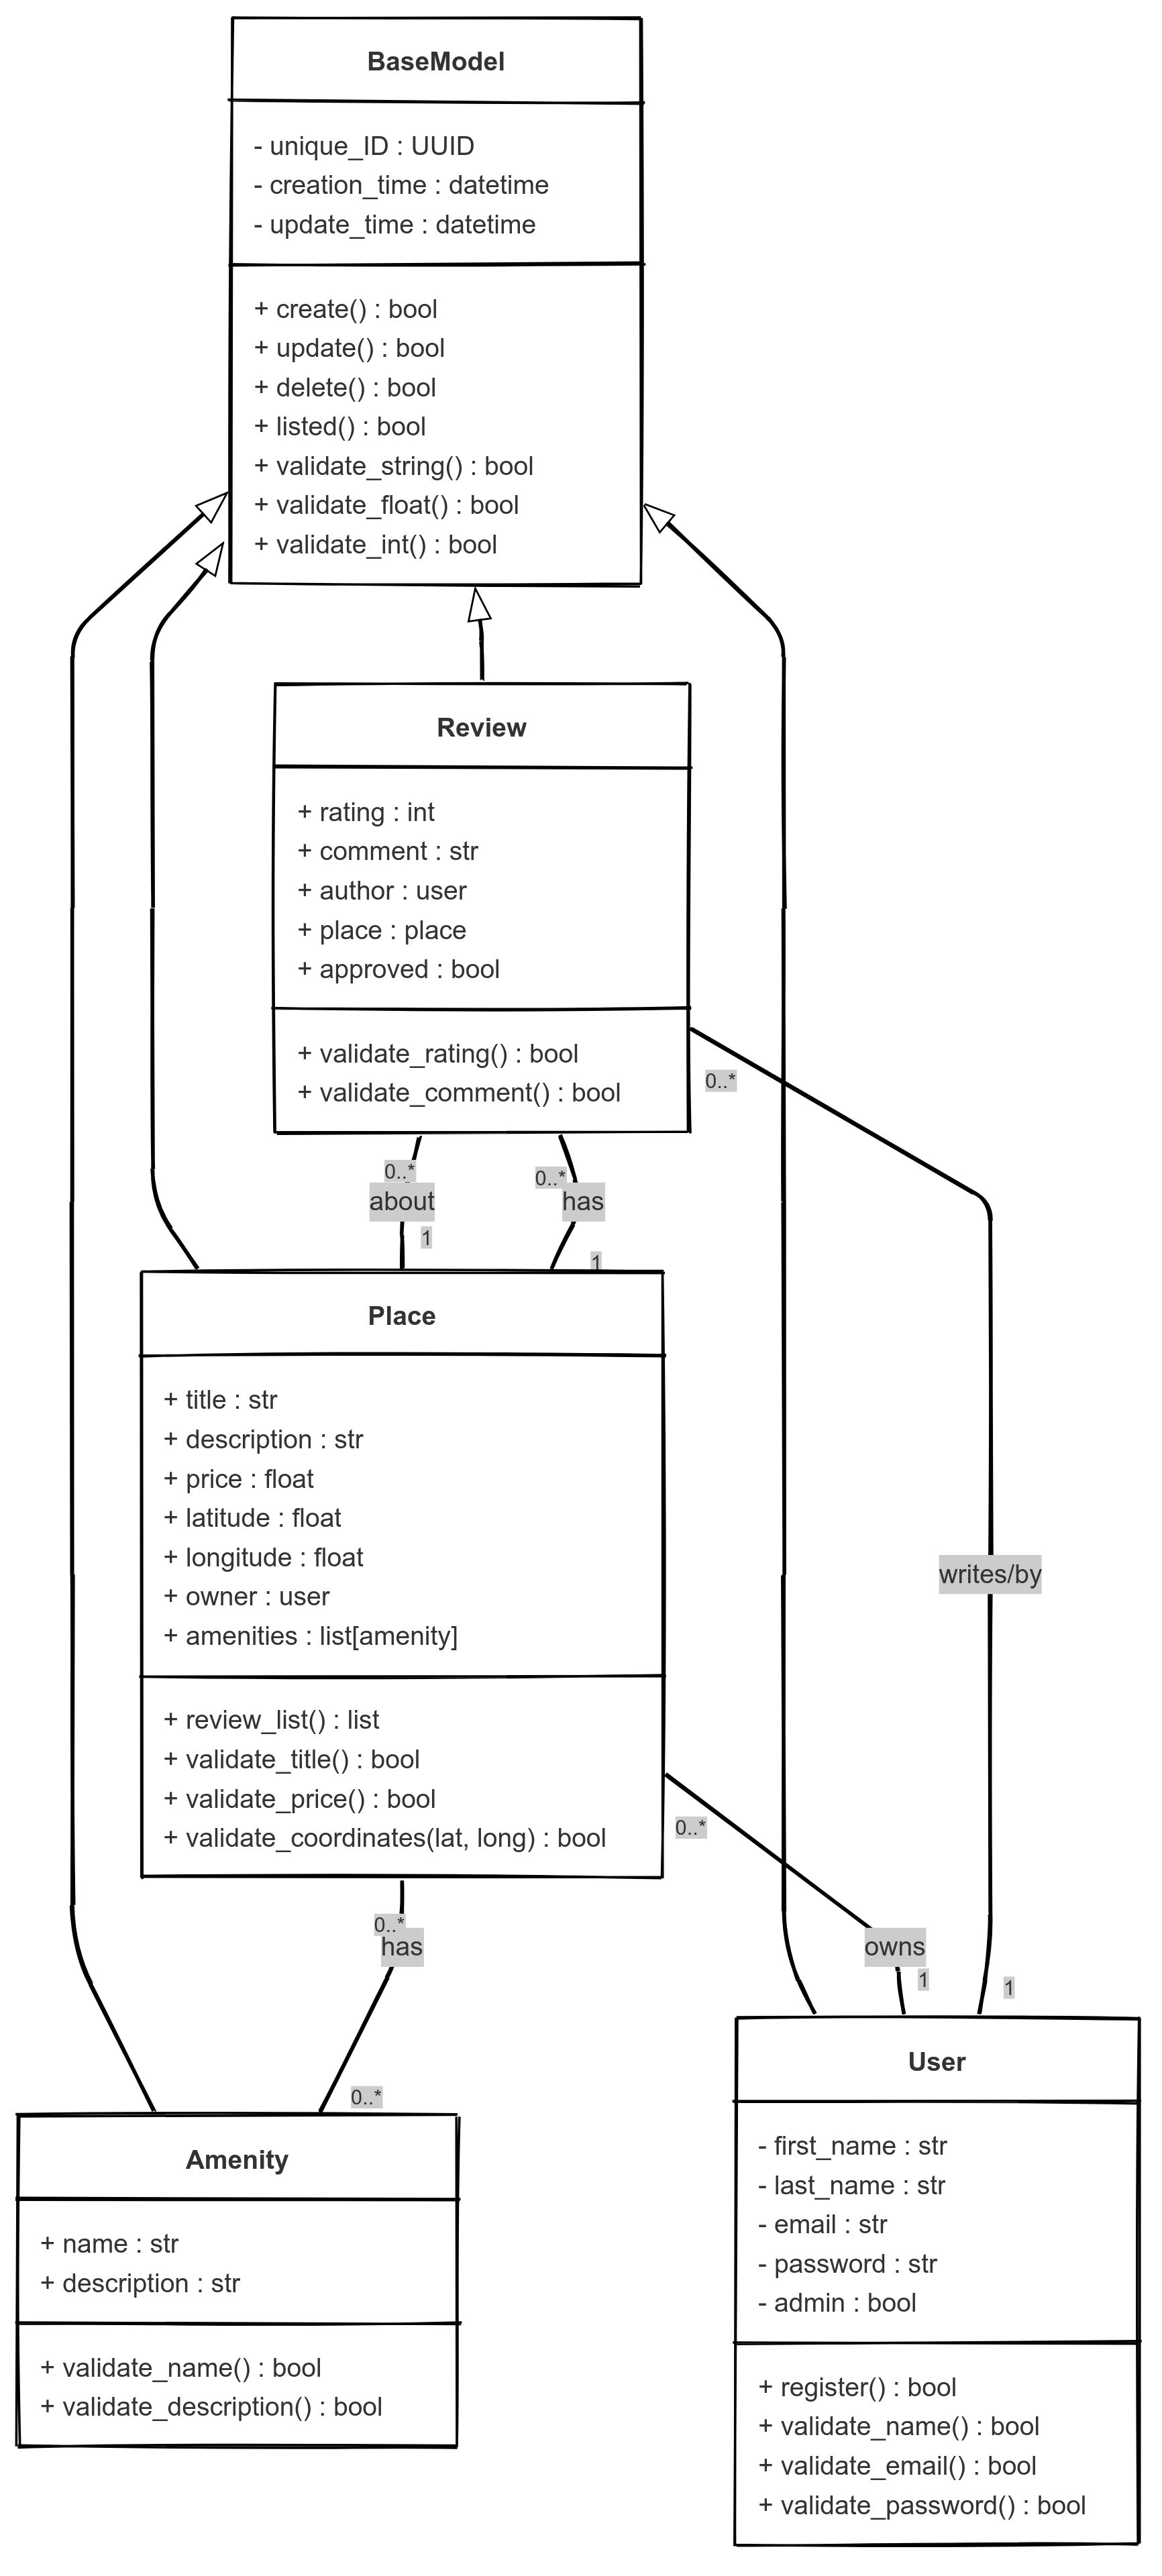 BaseModel
- unique_ID : UUID
- creation_time : datetime
- update_time : datetime
+ create() : bool
+ update() : bool
+ delete() : bool
+ listed() : bool
+ validate_string() : bool
+ validate_float() : bool
+ validate_int() : bool
Review
+ rating : int
+ comment : str
+ author : user
+ place : place
+ approved : bool
+ validate_rating() : bool
+ validate_comment() : bool
0..*
0..*
0..*
about
has
1
1
Place
+ title : str
+ description : str
+ price : float
+ latitude : float
+ longitude : float
+ owner : user
+ amenities : list[amenity]
writes/by
+ review_list() : list
+ validate_title() : bool
+ validate_price() : bool
+ validate_coordinates(lat, long) : bool
0..*
0..*
has
owns
1
1
0..*
User
- first_name : str
- last_name : str
- email : str
- password : str
- admin : bool
+ register() : bool
+ validate_name() : bool
+ validate_email() : bool
+ validate_password() : bool
Amenity
+ name : str
+ description : str
+ validate_name() : bool
+ validate_description() : bool